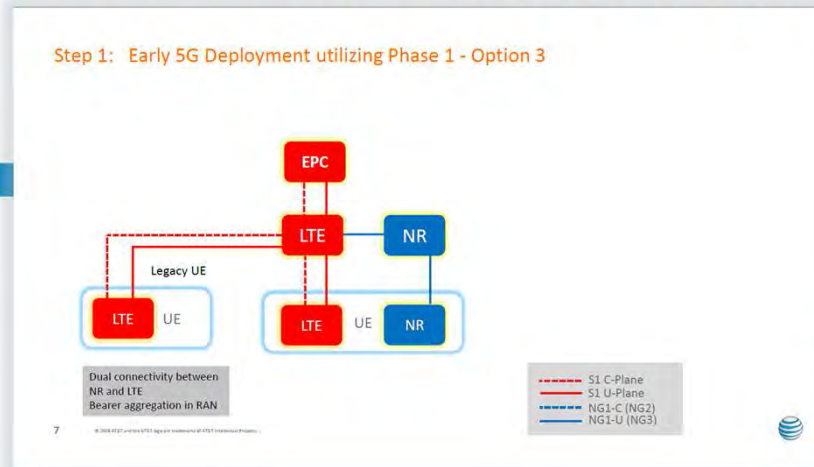 Step 1: Early 5G Deployment utilizing Phase 1 - Option 3
EPC
LTE
NR
Legacy UE
LTE
UE
LTE
UE
NR
Dual connectivity between
NR and LTE
Bearer aggregation in RAN
S1 C-Plane
S1 U-Plane
NG1-C (NG2)
NG1-U (NG3)
7